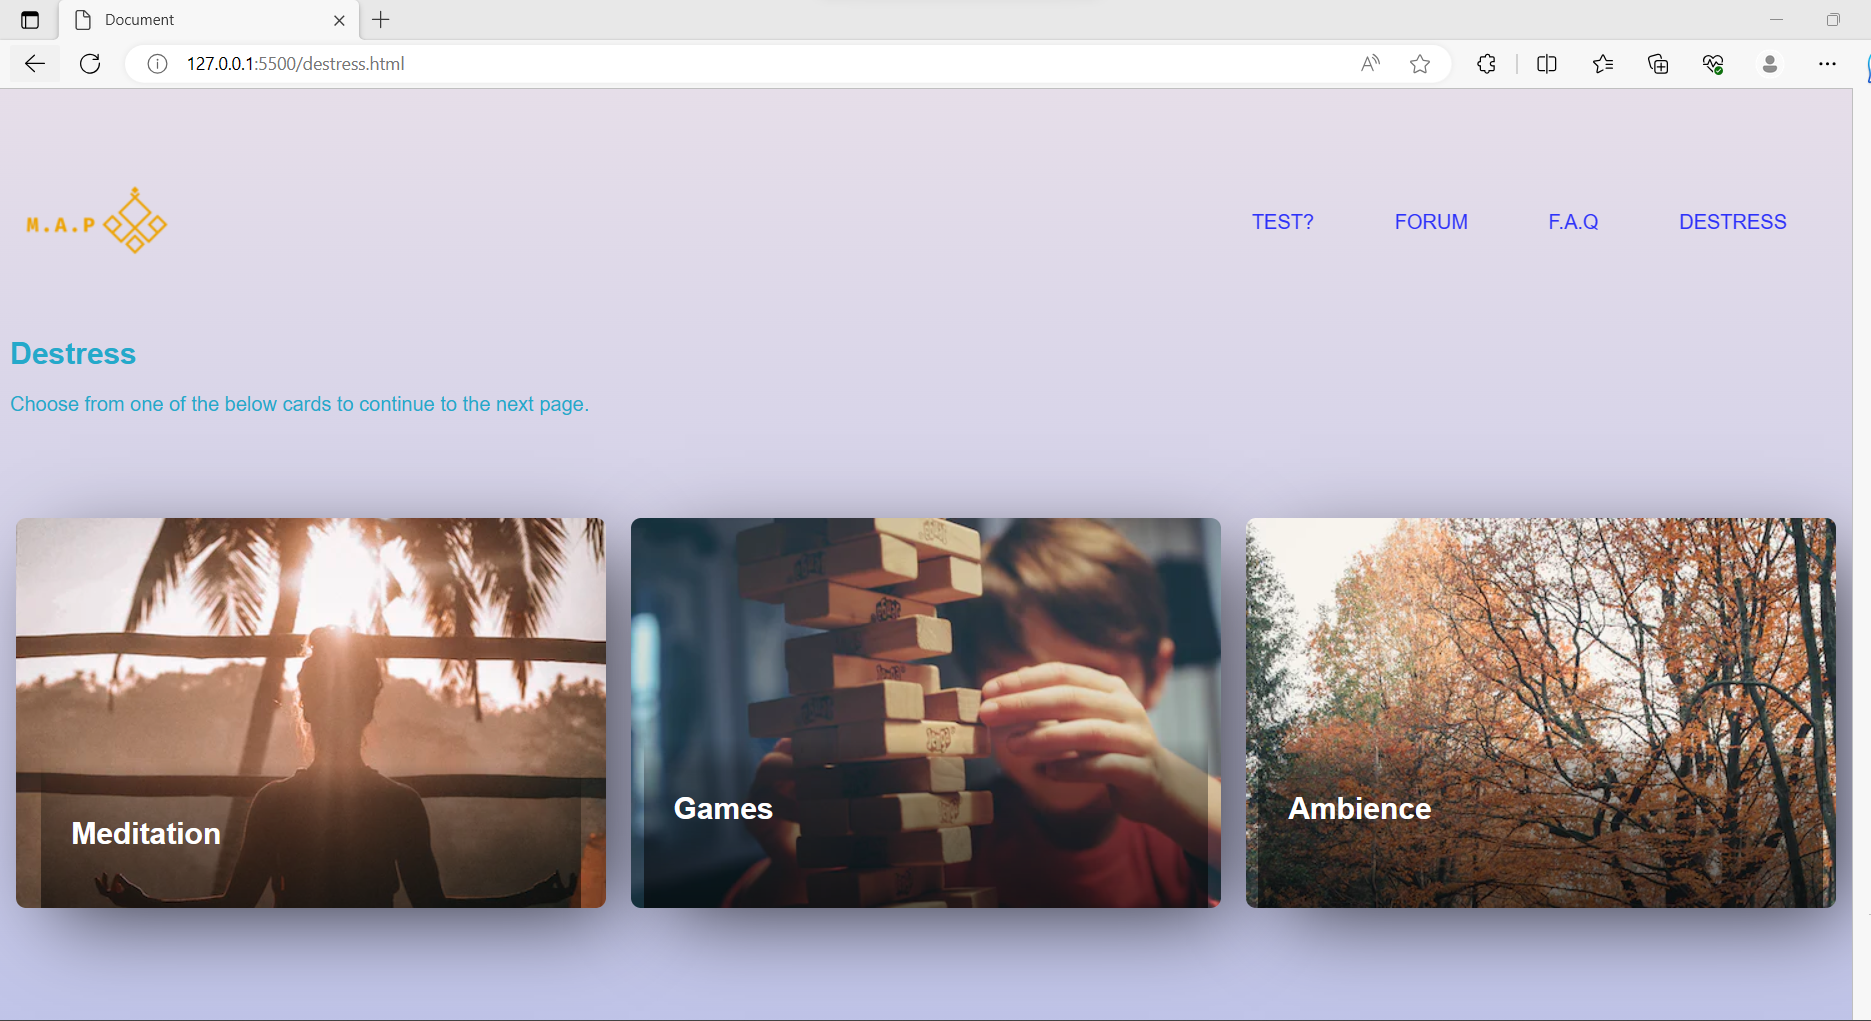 Document
127.0.0.1:5500/destress.html
M.A.P
TEST? FORUM F.A.Q DESTRESS
Destress
Choose from one of the below cards to continue to the next page.
Meditation
Games
Ambience